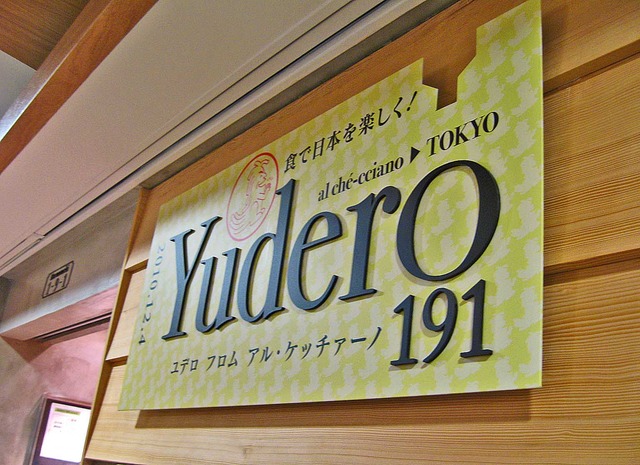 食で日本を楽しく!
al ché-cciano ▶ TOKYO
Yudero
191
ユデロ フロム アル・ケッチァーノ
2010・12・4